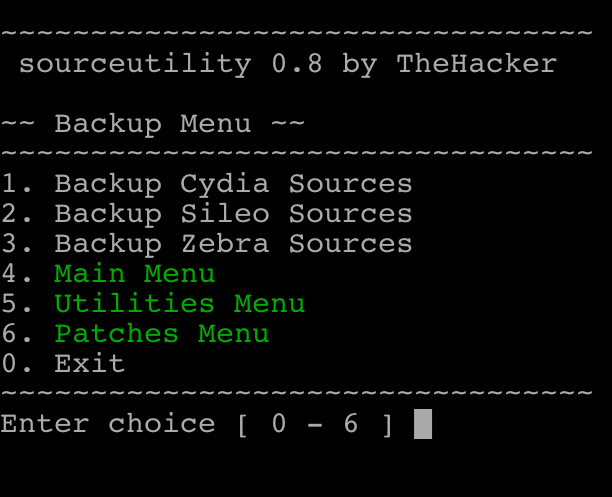 ~~~~~~~~~~~~~~~~~~~~~~~~~~~~~~~~~
sourceutility 0.8 by TheHacker
~~ Backup Menu ~~
~~~~~~~~~~~~~~~~~~~~~~~~~~~~~~~~~
1. Backup Cydia Sources
2. Backup Sileo Sources
3. Backup Zebra Sources
4. Main Menu
5. Utilities Menu
6. Patches Menu
0. Exit
~~~~~~~~~~~~~~~~~~~~~~~~~~~~~~~~~
Enter choice [ 0 - 6 ]